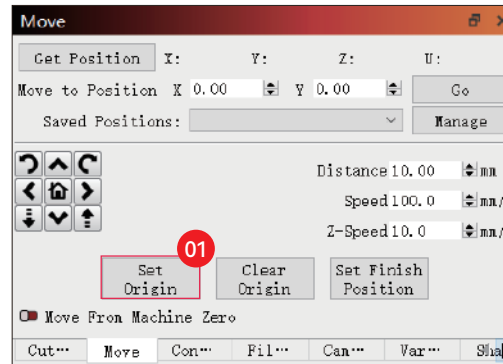 Move
Get Position X: Y: Z: U:
Move to Position X 0.00 Y 0.00 Go
Saved Positions: Manage
Distance 10.00 mm
Speed 100.0 mm/
Z-Speed 10.0 mm/
01
Set Origin
Clear Origin
Set Finish Position
Move From Machine Zero
Cut··· Move Con··· Fil··· Can··· Var··· Sha